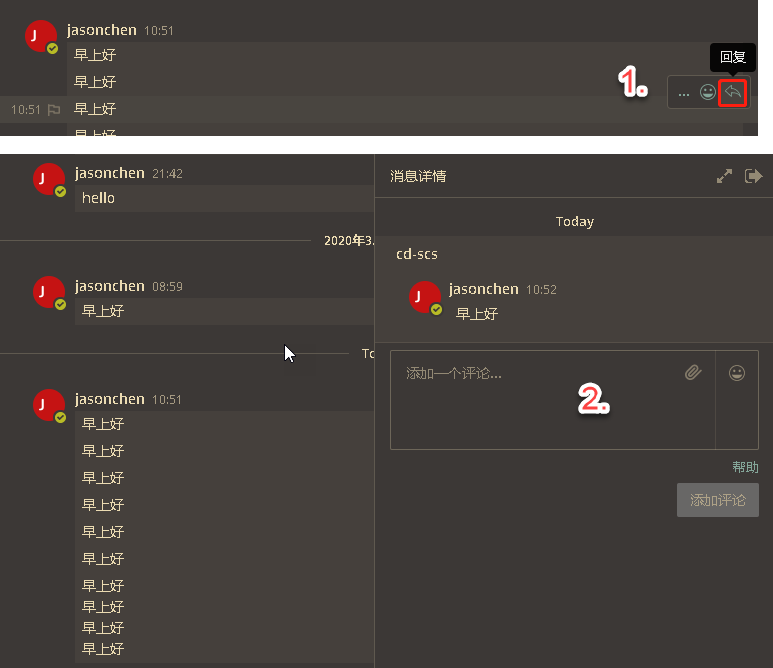 jasonchen 10:51
早上好
回复
早上好
1.
...
10:51 早上好
早上好
jasonchen 21:42
hello
2020年3.
jasonchen 08:59
早上好
To
jasonchen 10:51
早上好
早上好
早上好
早上好
早上好
早上好
早上好
早上好
早上好
早上好
消息详情
Today
cd-scs
jasonchen 10:52
早上好
添加一个评论...
2.
帮助
添加评论
J
J
J
J
J